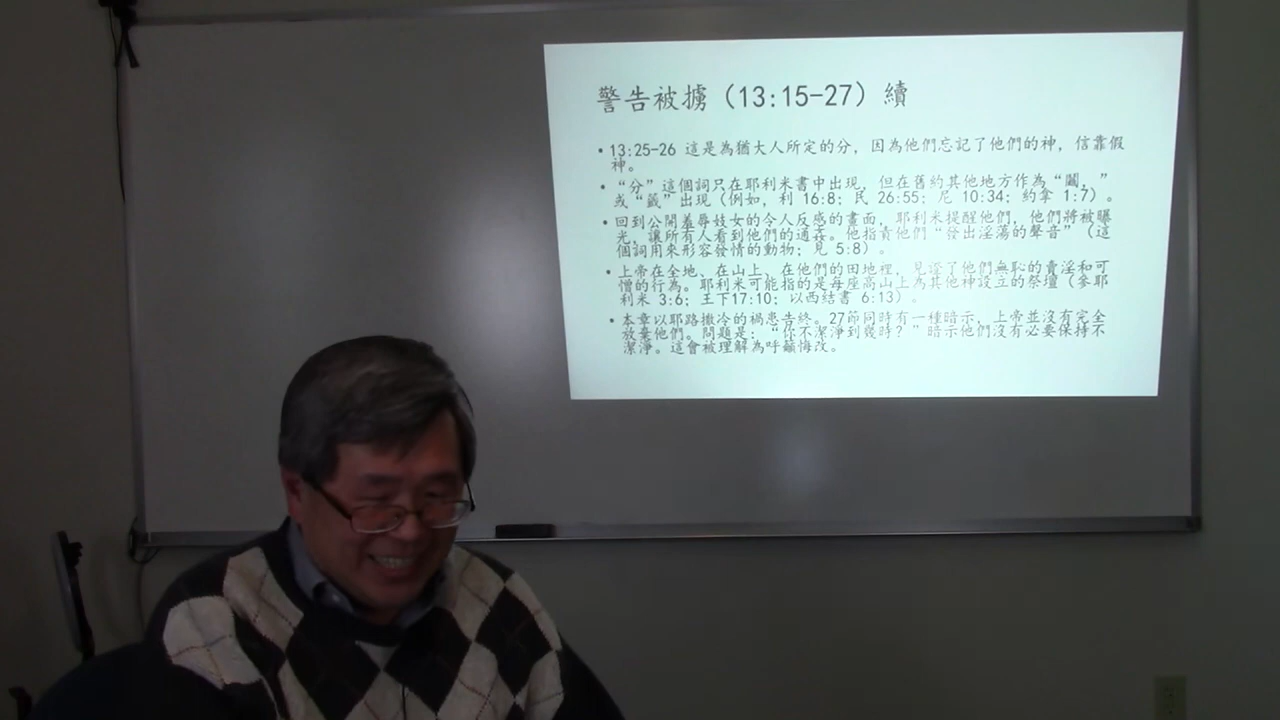 警告被擄（13:15-27）續
•13:25-26 這是為猶大人所定的分，因為他們忘記了他們的神，信靠假
神。
•“分”這個詞只在耶利米書中出現，但在舊約其他地方作為“鬮，”
或“籤”出現（例如，利 16:8；民 26:55；尼 10:34；約拿 1:7）。
•回到公開羞辱妓女的令人反感的畫面，耶利米提醒他們，他們將被曝
光，讓所有人看到他們的通姦。他指責他們“發出淫蕩的聲音”（這
個詞用來形容發情的動物；見 5:8）。
•上帝在全地、在山上、在他們的田地裡，見證了他們無恥的賣淫和可
憎的行為。耶利米可能指的是每座高山上為其他神設立的祭壇（參耶
利米 3:6；王下17:10；以西結書 6:13）。
•本章以耶路撒冷的禍患告終。27節同時有一種暗示，上帝並沒有完全
放棄他們。問題是：“你不潔淨到幾時？”暗示他們沒有必要保持不
潔淨。這會被理解為呼籲悔改。